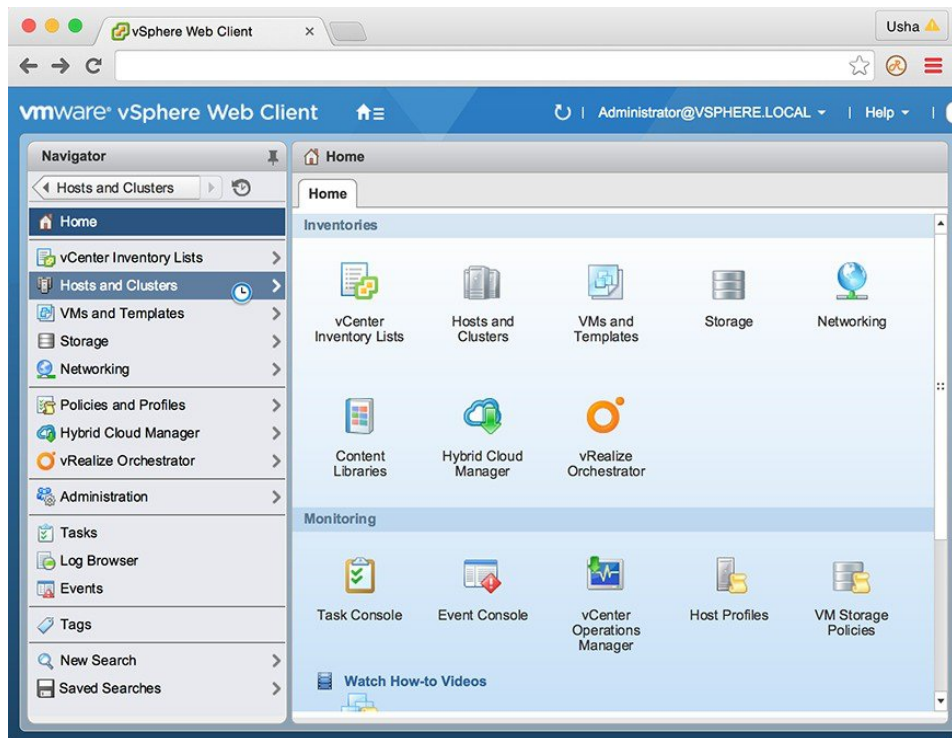 vSphere Web Client
Usha
vmware® vSphere Web Client
Administrator@VSPHERE.LOCAL
Help
Navigator
Hosts and Clusters
Home
vCenter Inventory Lists
Hosts and Clusters
VMs and Templates
Storage
Networking
Policies and Profiles
Hybrid Cloud Manager
vRealize Orchestrator
Administration
Tasks
Log Browser
Events
Tags
New Search
Saved Searches
Home
Home
Inventories
vCenter
Inventory Lists
Hosts and
Clusters
VMs and
Templates
Storage
Networking
Content
Libraries
Hybrid Cloud
Manager
vRealize
Orchestrator
Monitoring
Task Console
Event Console
vCenter
Operations
Manager
Host Profiles
VM Storage
Policies
Watch How-to Videos